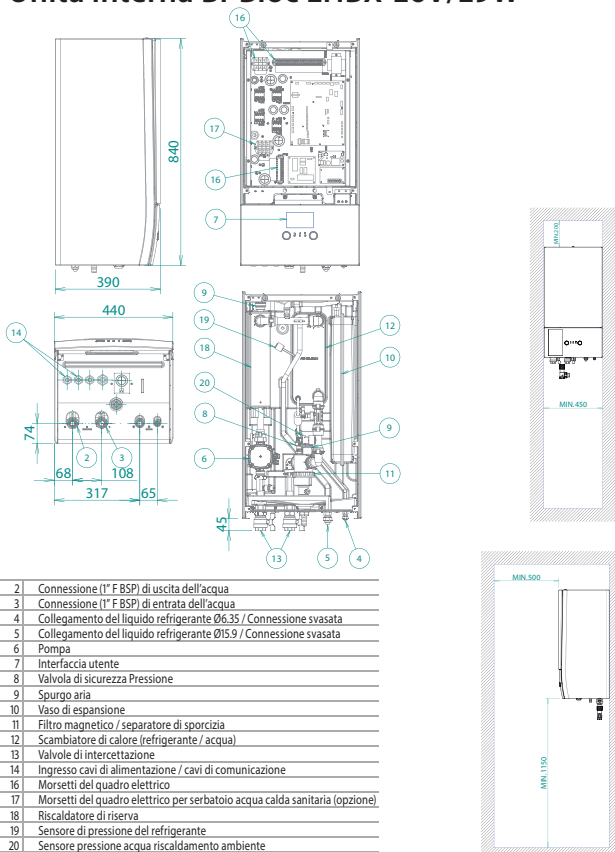 Unità interna BI-Bloc EHBX-E6V/E9W
16
840
17
16
7
390
440
14
74
2
3
68
108
317
65
9
19
12
18
10
20
8
9
6
11
45
13
5
4
MIN.200
MIN.450
MIN.500
MIN.1150
2 Connessione (1” F BSP) di uscita dell’acqua
3 Connessione (1” F BSP) di entrata dell’acqua
4 Collegamento del liquido refrigerante Ø6.35 / Connessione svasata
5 Collegamento del liquido refrigerante Ø15.9 / Connessione svasata
6 Pompa
7 Interfaccia utente
8 Valvola di sicurezza Pressione
9 Spurgo aria
10 Vaso di espansione
11 Filtro magnetico / separatore di sporcizia
12 Scambiatore di calore (refrigerante / acqua)
13 Valvole di intercettazione
14 Ingresso cavi di alimentazione / cavi di comunicazione
16 Morsetti del quadro elettrico
17 Morsetti del quadro elettrico per serbatoio acqua calda sanitaria (opzione)
18 Riscaldatore di riserva
19 Sensore di pressione del refrigerante
20 Sensore pressione acqua riscaldamento ambiente